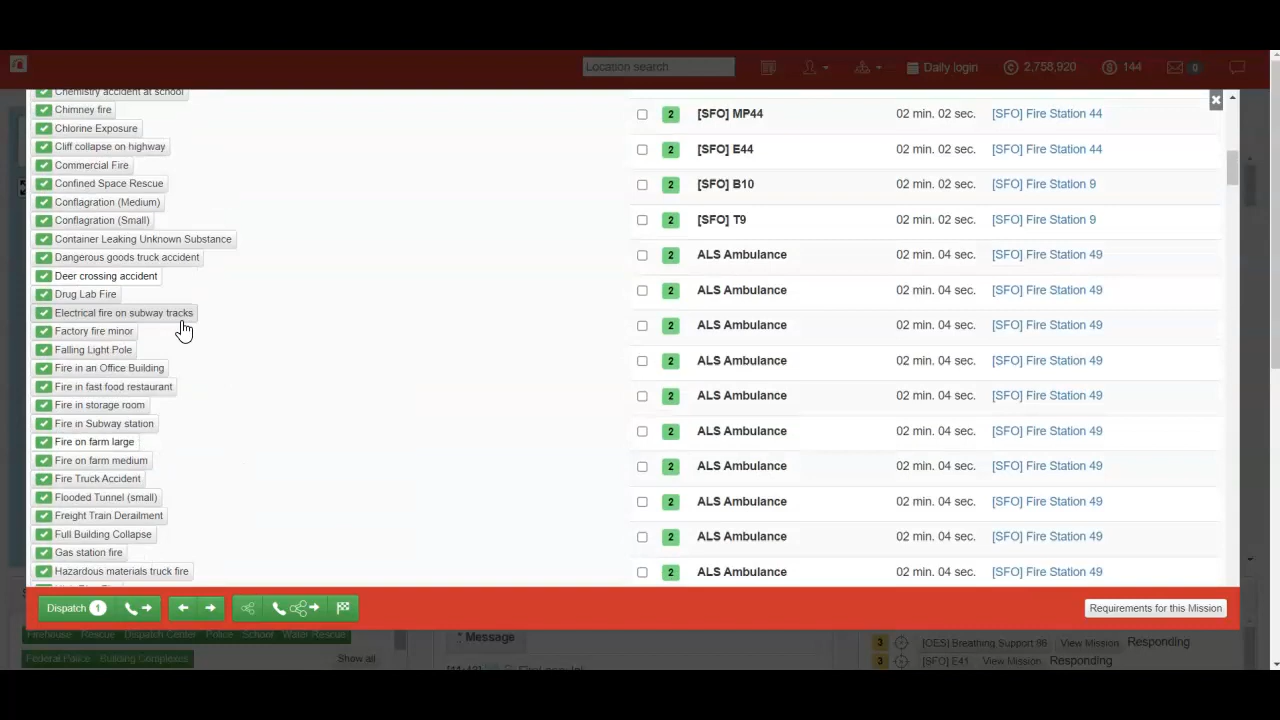 Location search
Daily login
2,758,920
144
0
Chemistry accident at school
Chimney fire
Chlorine Exposure
Cliff collapse on highway
Commercial Fire
Confined Space Rescue
Conflagration (Medium)
Conflagration (Small)
Container Leaking Unknown Substance
Dangerous goods truck accident
Deer crossing accident
Drug Lab Fire
Electrical fire on subway tracks
Factory fire minor
Falling Light Pole
Fire in an Office Building
Fire in fast food restaurant
Fire in storage room
Fire in Subway station
Fire on farm large
Fire on farm medium
Fire Truck Accident
Flooded Tunnel (small)
Freight Train Derailment
Full Building Collapse
Gas station fire
Hazardous materials truck fire
2 [SFO] MP44 02 min. 02 sec. [SFO] Fire Station 44
2 [SFO] E44 02 min. 02 sec. [SFO] Fire Station 44
2 [SFO] B10 02 min. 02 sec. [SFO] Fire Station 9
2 [SFO] T9 02 min. 02 sec. [SFO] Fire Station 9
2 ALS Ambulance 02 min. 04 sec. [SFO] Fire Station 49
2 ALS Ambulance 02 min. 04 sec. [SFO] Fire Station 49
2 ALS Ambulance 02 min. 04 sec. [SFO] Fire Station 49
2 ALS Ambulance 02 min. 04 sec. [SFO] Fire Station 49
2 ALS Ambulance 02 min. 04 sec. [SFO] Fire Station 49
2 ALS Ambulance 02 min. 04 sec. [SFO] Fire Station 49
2 ALS Ambulance 02 min. 04 sec. [SFO] Fire Station 49
2 ALS Ambulance 02 min. 04 sec. [SFO] Fire Station 49
2 ALS Ambulance 02 min. 04 sec. [SFO] Fire Station 49
2 ALS Ambulance 02 min. 04 sec. [SFO] Fire Station 49
Dispatch 1
Requirements for this Mission
Firehouse Rescue Dispatch Center Police School Water Rescue
Federal Police Building Complexes
Show all
* Message
3 [OES] Breathing Support 86 View Mission Responding
3 [SFO] E41 View Mission Responding